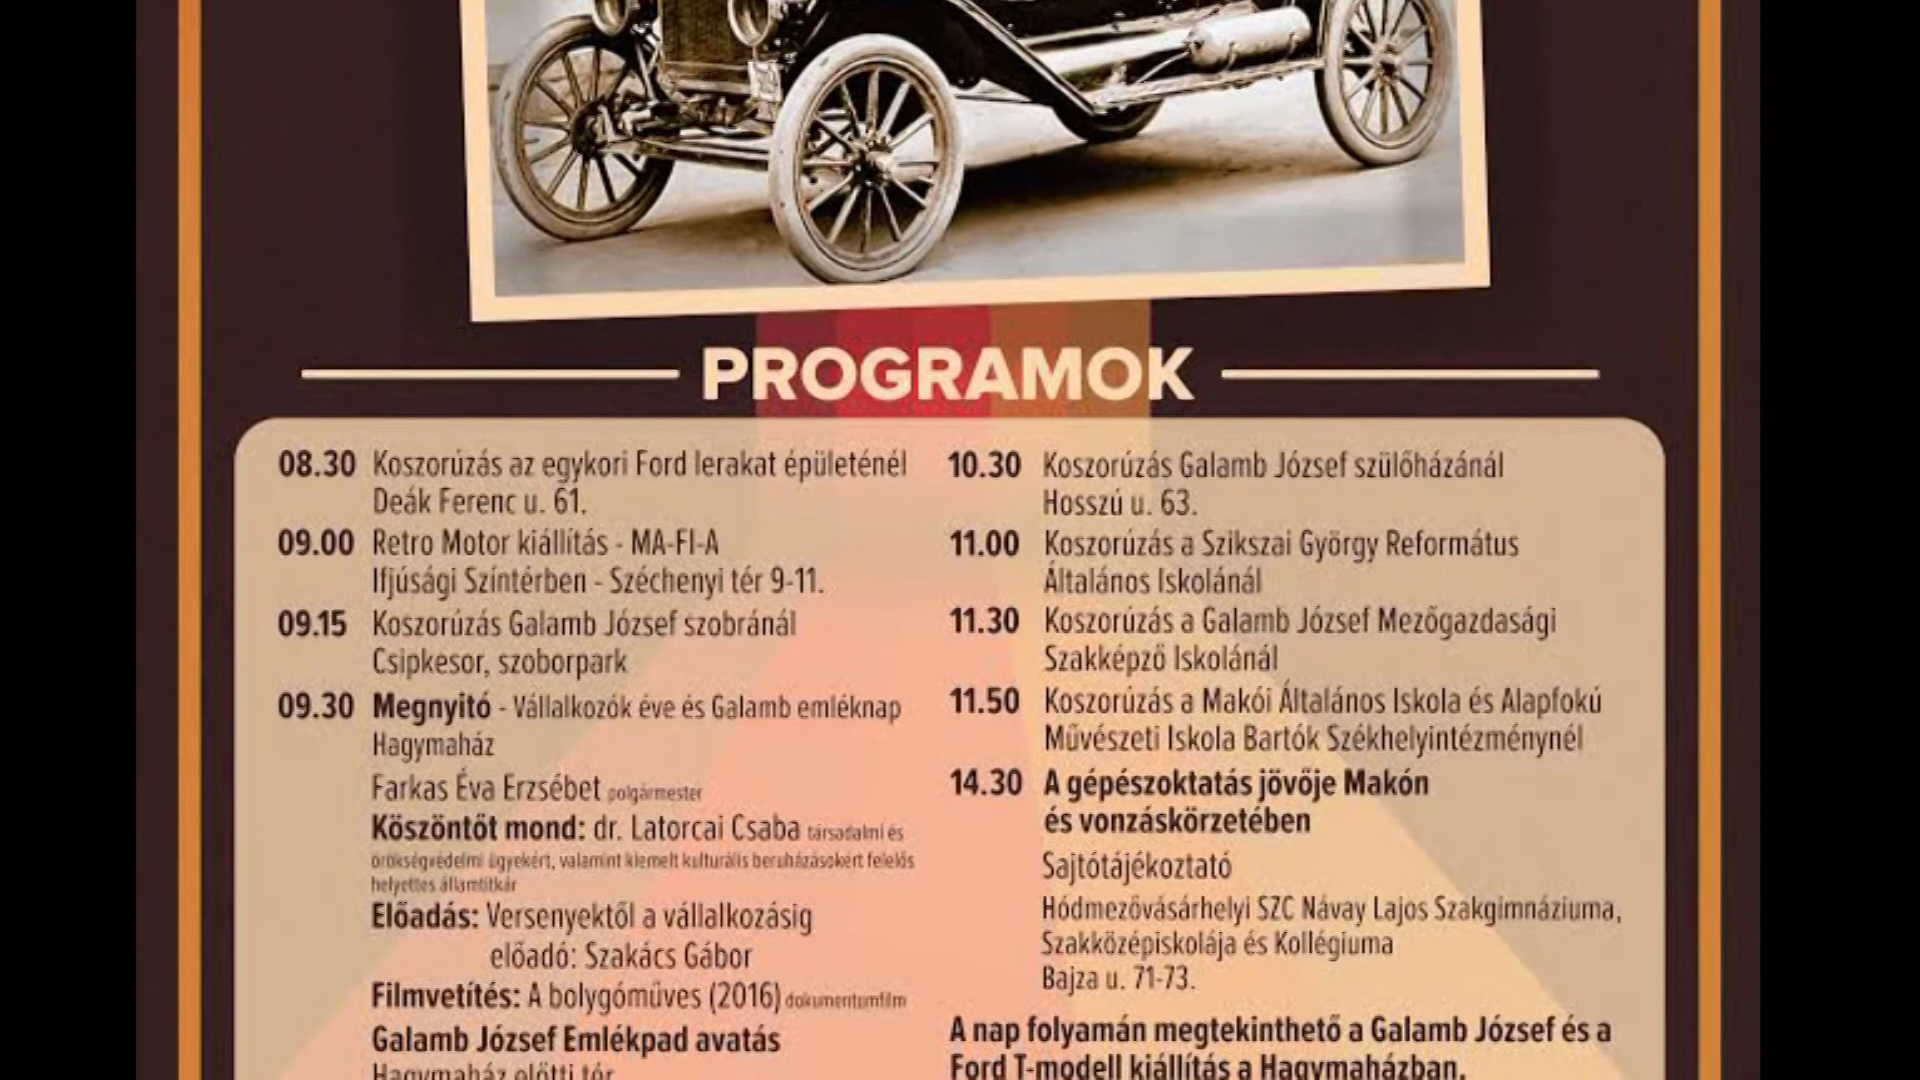 PROGRAMOK
08.30 Koszorúzás az egykori Ford lerakat épületénél
Deák Ferenc u. 61.
09.00 Retro Motor kiállítás - MA-FI-A
Ifjúsági Színtérben - Széchenyi tér 9-11.
09.15 Koszorúzás Galamb József szobránál
Csipkesor, szoborpark
09.30 Megnyitó - Vállalkozók éve és Galamb emléknap
Hagymaház
Farkas Éva Erzsébet polgármester
Köszöntőt mond: dr. Latorcai Csaba társadalmi és
örökségvédelmi ügyekért, valamint kiemelt kulturális beruházásokért felelős
helyettes államtitkár
Előadás: Versenyektől a vállalkozásig
előadó: Szakács Gábor
Filmvetítés: A bolygóműves (2016) dokumentumfilm
Galamb József Emlékpad avatás
Hagymaház előtti tér
10.30 Koszorúzás Galamb József szülőházánál
Hosszú u. 63.
11.00 Koszorúzás a Szikszai György Református
Általános Iskolánál
11.30 Koszorúzás a Galamb József Mezőgazdasági
Szakképző Iskolánál
11.50 Koszorúzás a Makói Általános Iskola és Alapfokú
Művészeti Iskola Bartók Székhelyintézménynél
14.30 A gépészoktatás jövője Makón
és vonzáskörzetében
Sajtótájékoztató
Hódmezővásárhelyi SZC Návay Lajos Szakgimnáziuma,
Szakközépiskolája és Kollégiuma
Bajza u. 71-73.
A nap folyamán megtekinthető a Galamb József és a
Ford T-modell kiállítás a Hagymaházban.